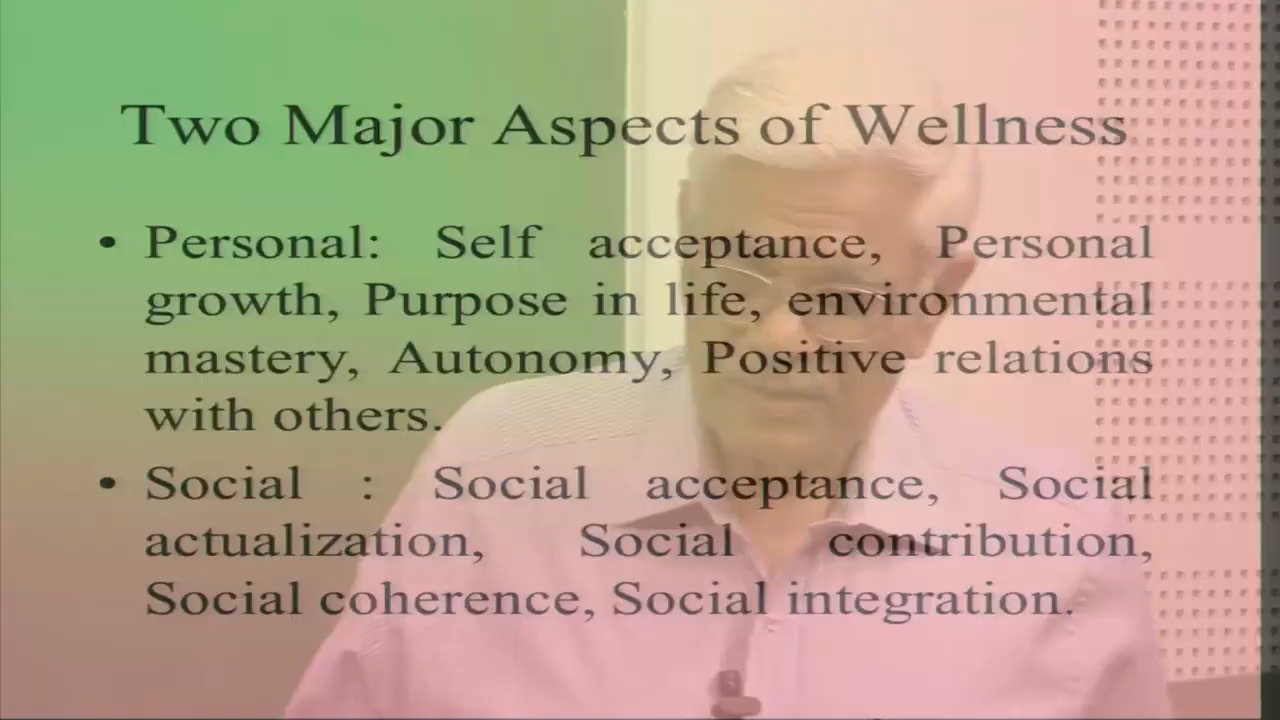 Two Major Aspects of Wellness
• Personal: Self acceptance, Personal
growth, Purpose in life, environmental
mastery, Autonomy, Positive relations
with others.
• Social : Social acceptance, Social
actualization, Social contribution,
Social coherence, Social integration.